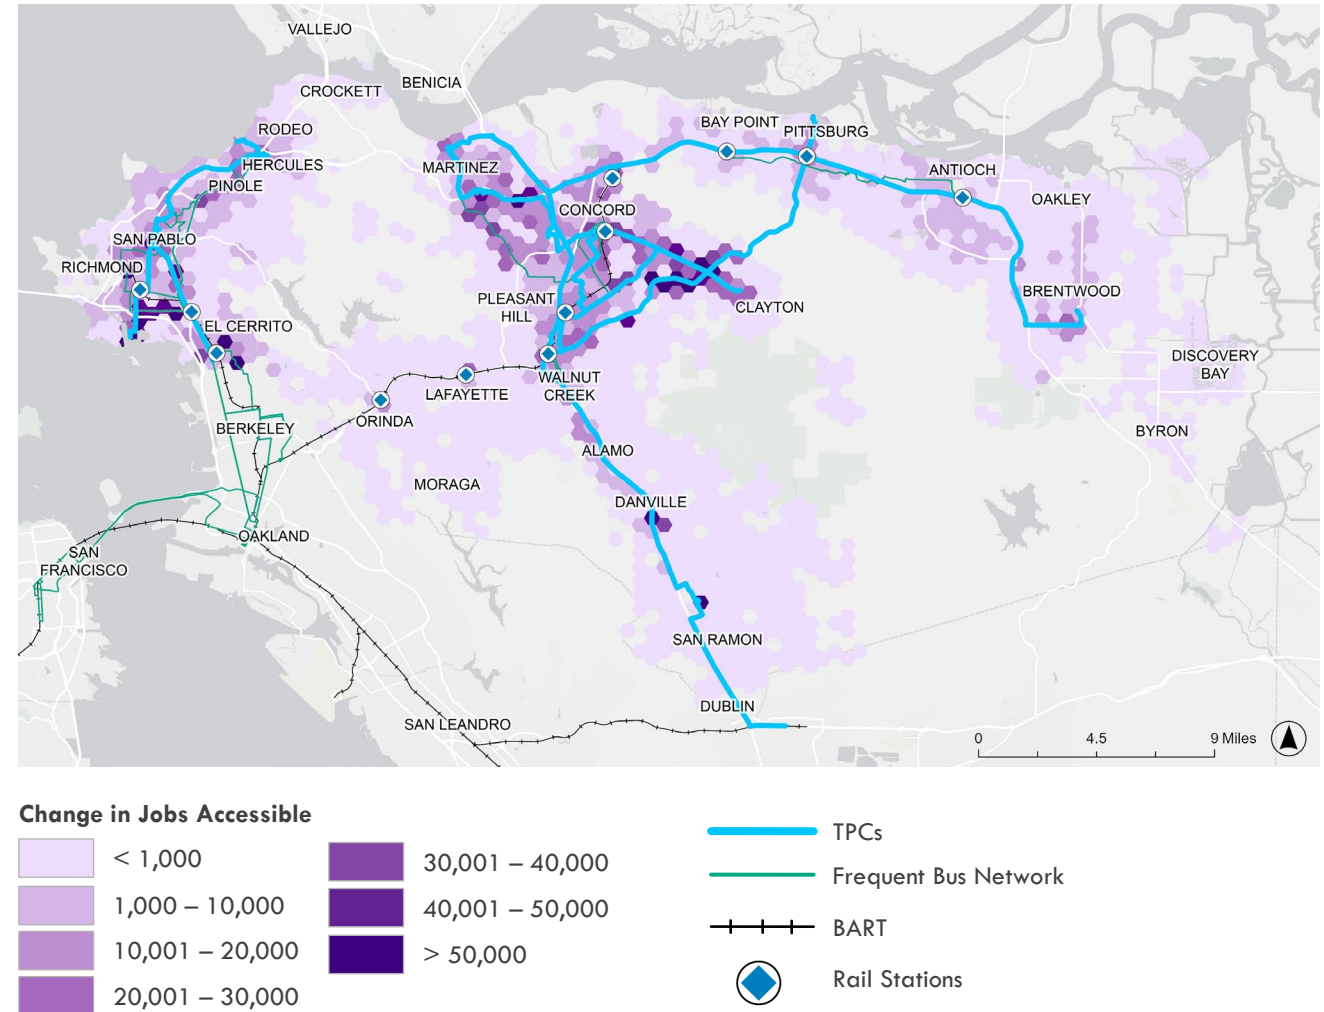 VALLEJO
BENICIA
CROCKETT
RODEO
HERCULES
PINOLE
MARTINEZ
BAY POINT
PITTSBURG
ANTIOCH
OAKLEY
CONCORD
SAN PABLO
RICHMOND
EL CERRITO
PLEASANT
HILL
CLAYTON
BRENTWOOD
DISCOVERY
BAY
WALNUT
CREEK
LAFAYETTE
ORINDA
BERKELEY
BYRON
ALAMO
MORAGA
DANVILLE
OAKLAND
SAN
FRANCISCO
SAN RAMON
DUBLIN
SAN LEANDRO
0 4.5 9 Miles
Change in Jobs Accessible
< 1,000
1,000 – 10,000
10,001 – 20,000
20,001 – 30,000
30,001 – 40,000
40,001 – 50,000
> 50,000
TPCs
Frequent Bus Network
BART
Rail Stations